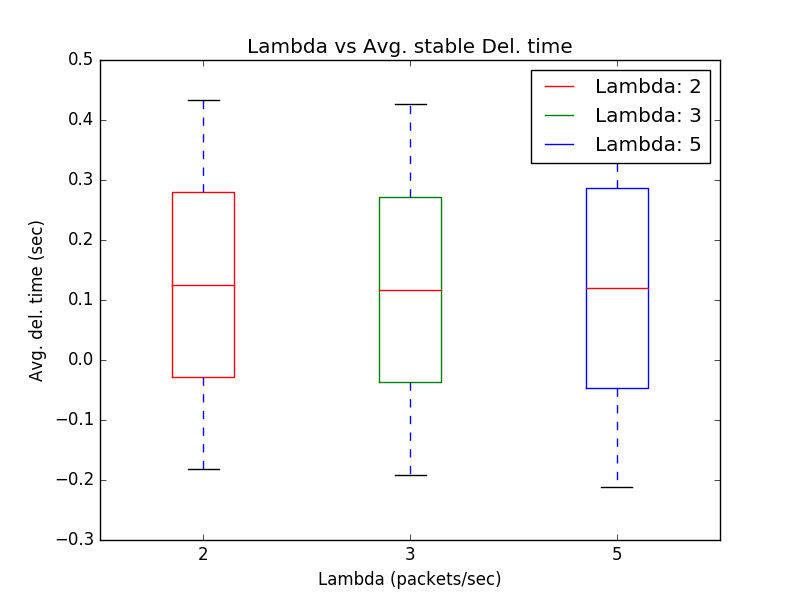 Lambda vs Avg. stable Del. time
0.5
0.4
0.3
0.2
0.1
0.0
−0.1
−0.2
−0.3
Avg. del. time (sec)
Lambda: 2
Lambda: 3
Lambda: 5
2 3 5
Lambda (packets/sec)